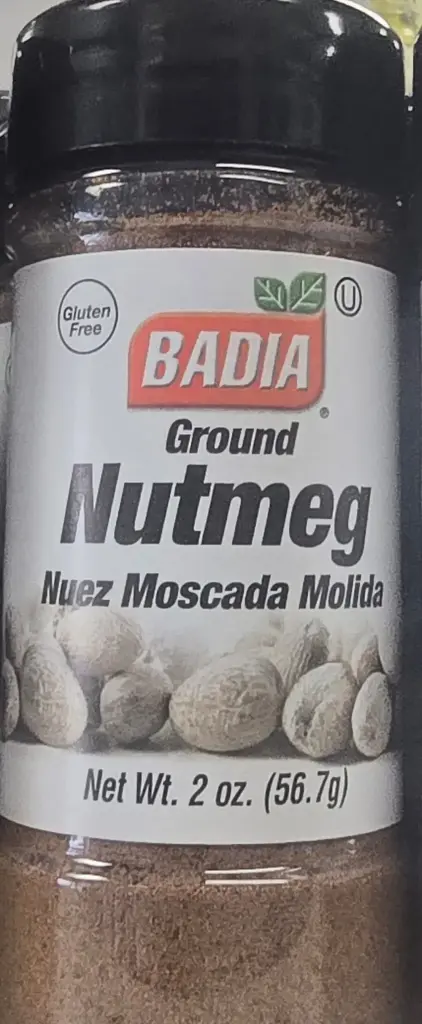 Gluten
Free
U
BADIA
®
Ground
Nutmeg
Nuez Moscada Molida
Net Wt. 2 oz. (56.7g)